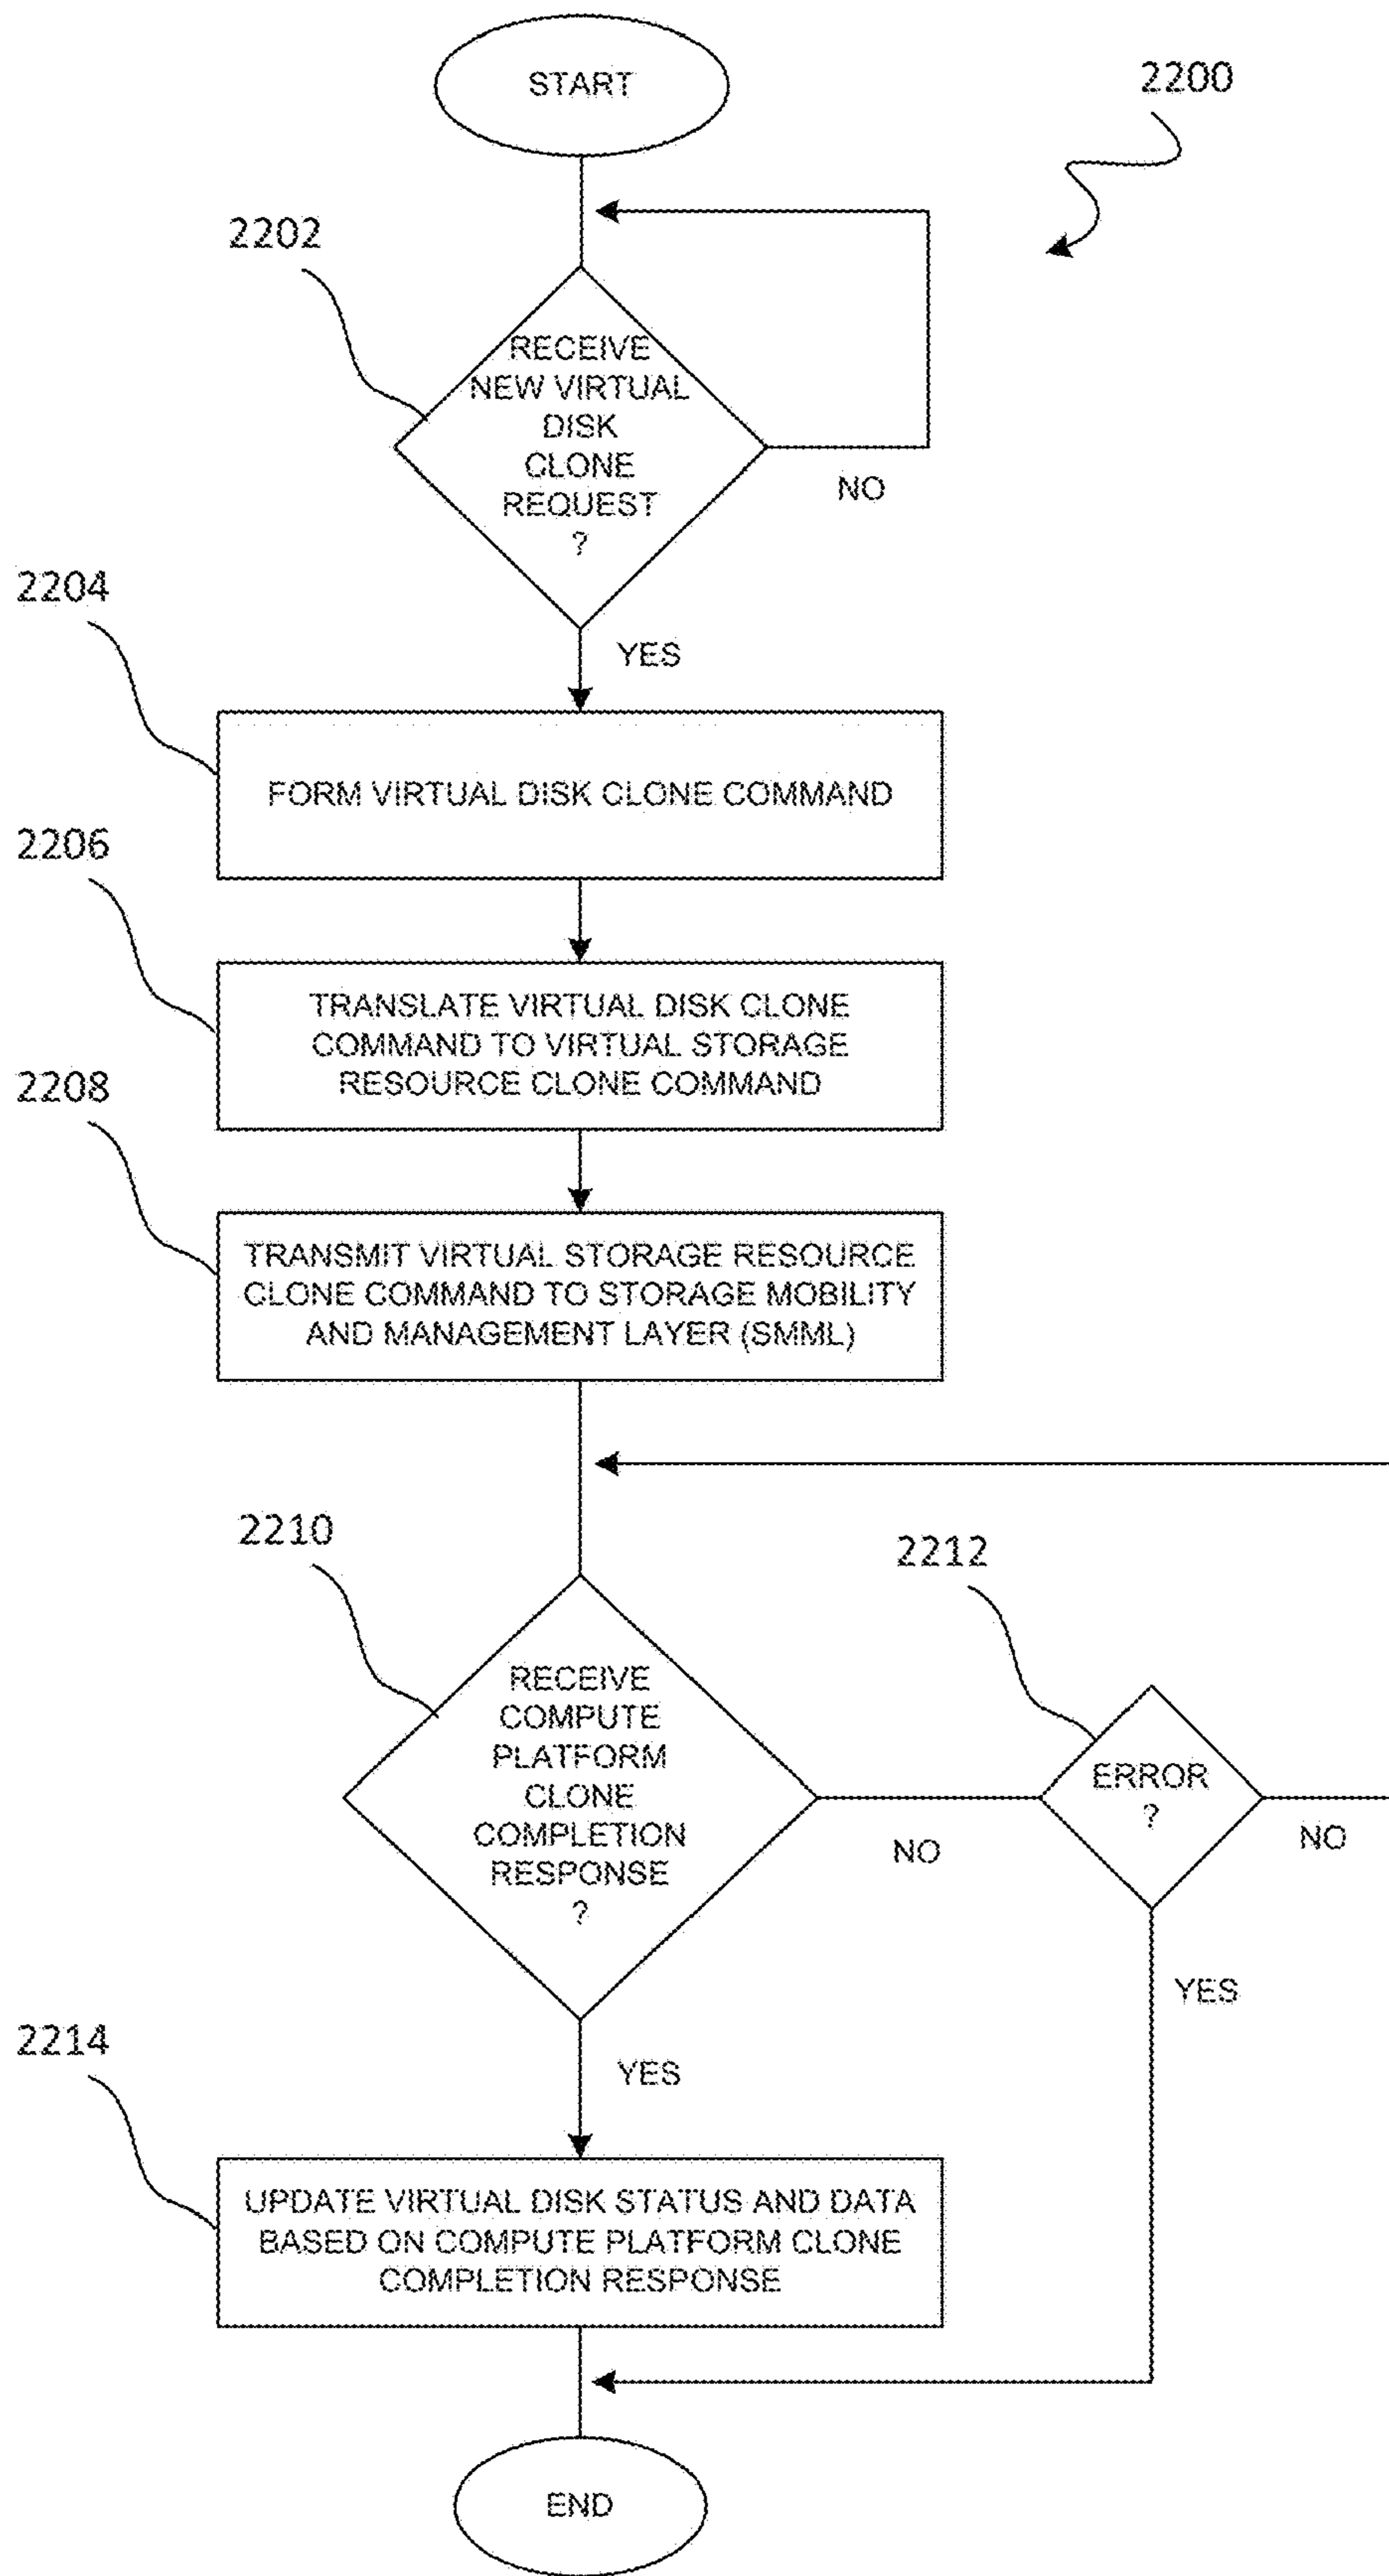 START
2200
2202
RECEIVE
NEW VIRTUAL
DISK
CLONE
REQUEST
?
NO
YES
2204
FORM VIRTUAL DISK CLONE COMMAND
2206
TRANSLATE VIRTUAL DISK CLONE
COMMAND TO VIRTUAL STORAGE
RESOURCE CLONE COMMAND
2208
TRANSMIT VIRTUAL STORAGE RESOURCE
CLONE COMMAND TO STORAGE MOBILITY
AND MANAGEMENT LAYER (SMML)
2210
RECEIVE
COMPUTE
PLATFORM
CLONE
COMPLETION
RESPONSE
?
NO
2212
ERROR
?
NO
YES
YES
2214
UPDATE VIRTUAL DISK STATUS AND DATA
BASED ON COMPUTE PLATFORM CLONE
COMPLETION RESPONSE
END